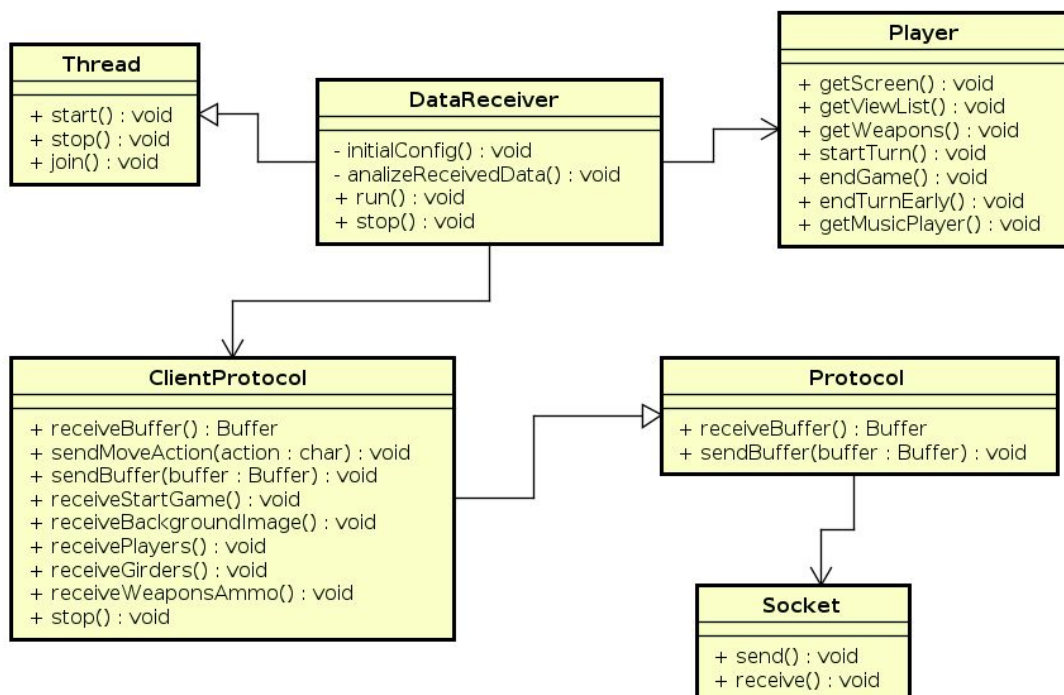 Thread
+ start() : void
+ stop() : void
+ join() : void
DataReceiver
- initialConfig() : void
- analizeReceivedData() : void
+ run() : void
+ stop() : void
Player
+ getScreen() : void
+ getViewList() : void
+ getWeapons() : void
+ startTurn() : void
+ endGame() : void
+ endTurnEarly() : void
+ getMusicPlayer() : void
ClientProtocol
+ receiveBuffer() : Buffer
+ sendMoveAction(action : char) : void
+ sendBuffer(buffer : Buffer) : void
+ receiveStartGame() : void
+ receiveBackgroundImage() : void
+ receivePlayers() : void
+ receiveGirders() : void
+ receiveWeaponsAmmo() : void
+ stop() : void
Protocol
+ receiveBuffer() : Buffer
+ sendBuffer(buffer : Buffer) : void
Socket
+ send() : void
+ receive() : void